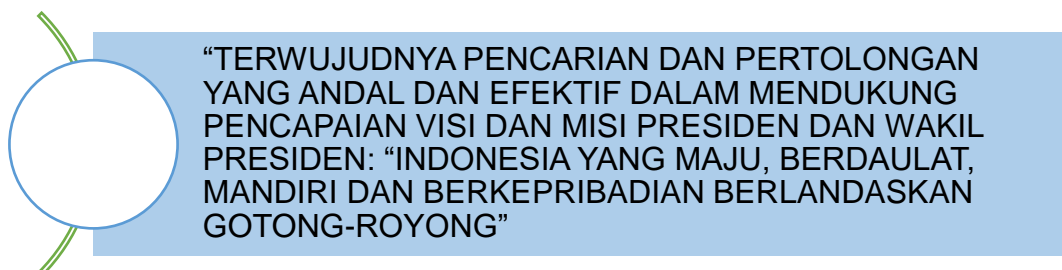 “TERWUJUDNYA PENCARIAN DAN PERTOLONGAN
YANG ANDAL DAN EFEKTIF DALAM MENDUKUNG
PENCAPAIAN VISI DAN MISI PRESIDEN DAN WAKIL
PRESIDEN: “INDONESIA YANG MAJU, BERDAULAT,
MANDIRI DAN BERKEPRIBADIAN BERLANDASKAN
GOTONG-ROYONG”